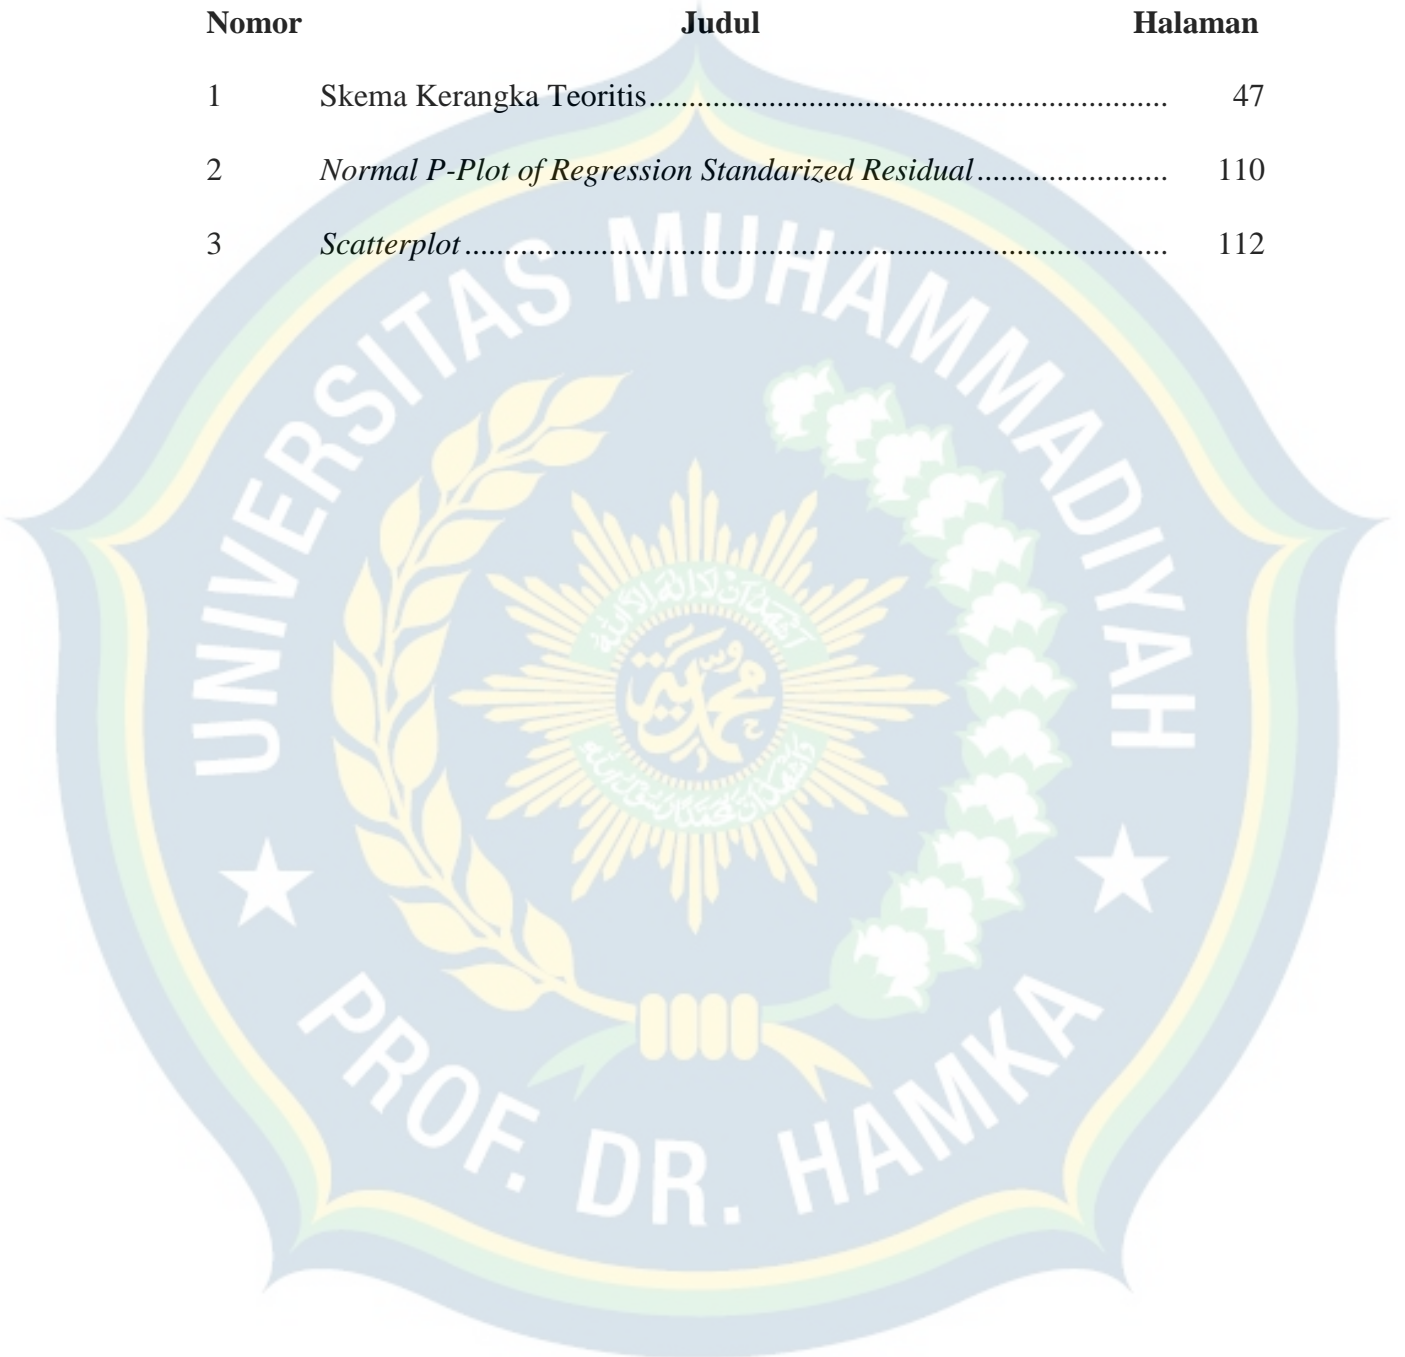 Nomor Judul Halaman
1 Skema Kerangka Teoritis.................................................................. 47
2 Normal P-Plot of Regression Standarized Residual........................ 110
3 Scatterplot.......................................................................................... 112
UNIVERSITAS MUHAMMADIYAH
محمدية
PROF. DR. HAMKA